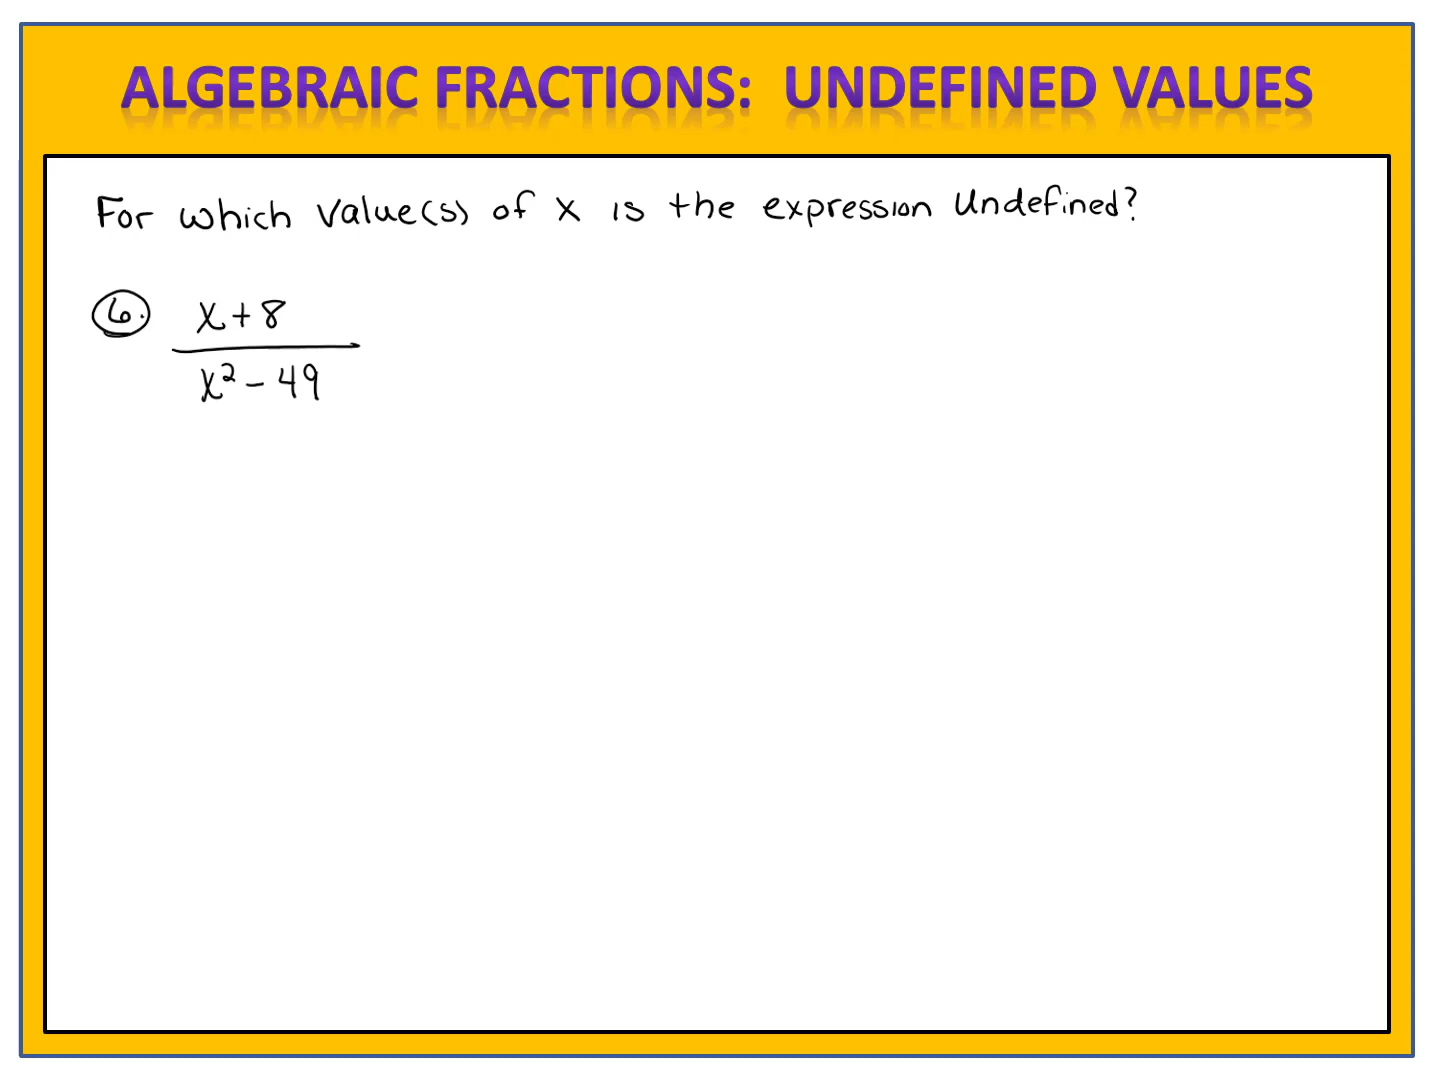 ALGEBRAIC FRACTIONS: UNDEFINED VALUES
For which value(s) of x is the expression undefined?
6. x + 8
x² - 49